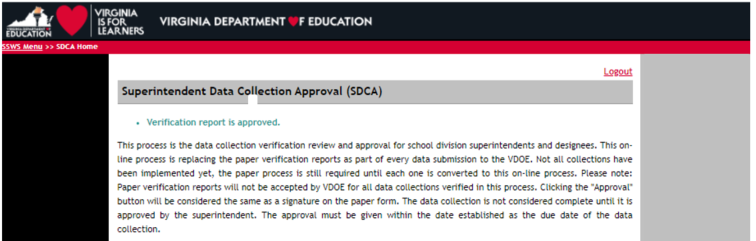 VIRGINIA
IS FOR
LEARNERS
VIRGINIA DEPARTMENT OF EDUCATION
EDUCATION
SSWS Menu >> SDCA Home
Logout
Superintendent Data Collection Approval (SDCA)
• Verification report is approved.
This process is the data collection verification review and approval for school division superintendents and designees. This on-
line process is replacing the paper verification reports as part of every data submission to the VDOE. Not all collections have
been implemented yet, the paper process is still required until each one is converted to this on-line process. Please note:
Paper verification reports will not be accepted by VDOE for all data collections verified in this process. Clicking the "Approval"
button will be considered the same as a signature on the paper form. The data collection is not considered complete until it is
approved by the superintendent. The approval must be given within the date established as the due date of the data
collection.